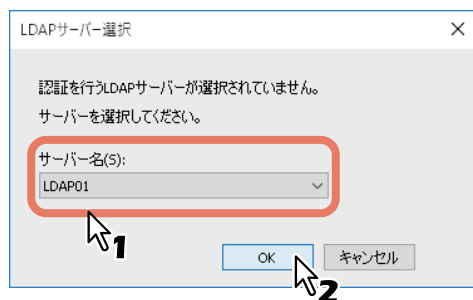 LDAPサーバー選択
認証を行うLDAPサーバーが選択されていません。
サーバーを選択してください。
サーバー名(S):
LDAP01
1
OK
キャンセル
2